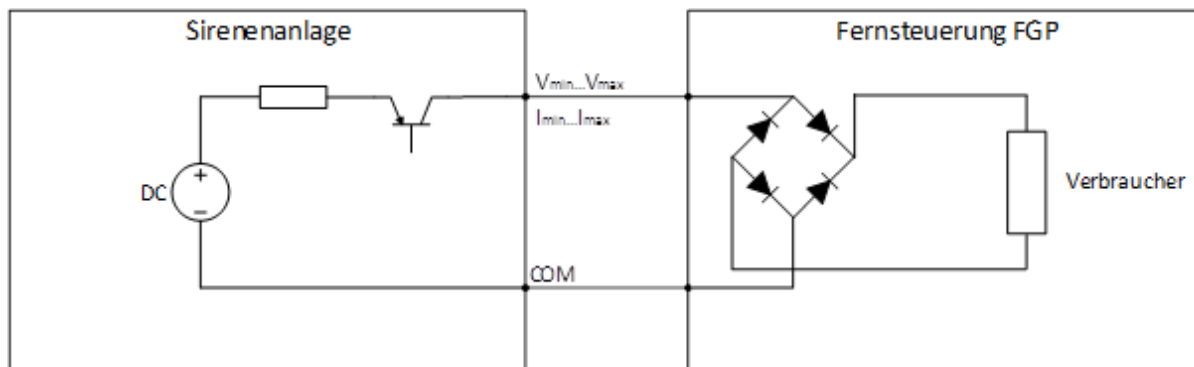 Sirenenanlage
Fernsteuerung FGP
Vmin...Vmax
Imin...Imax
DC
+
−
Verbraucher
COM